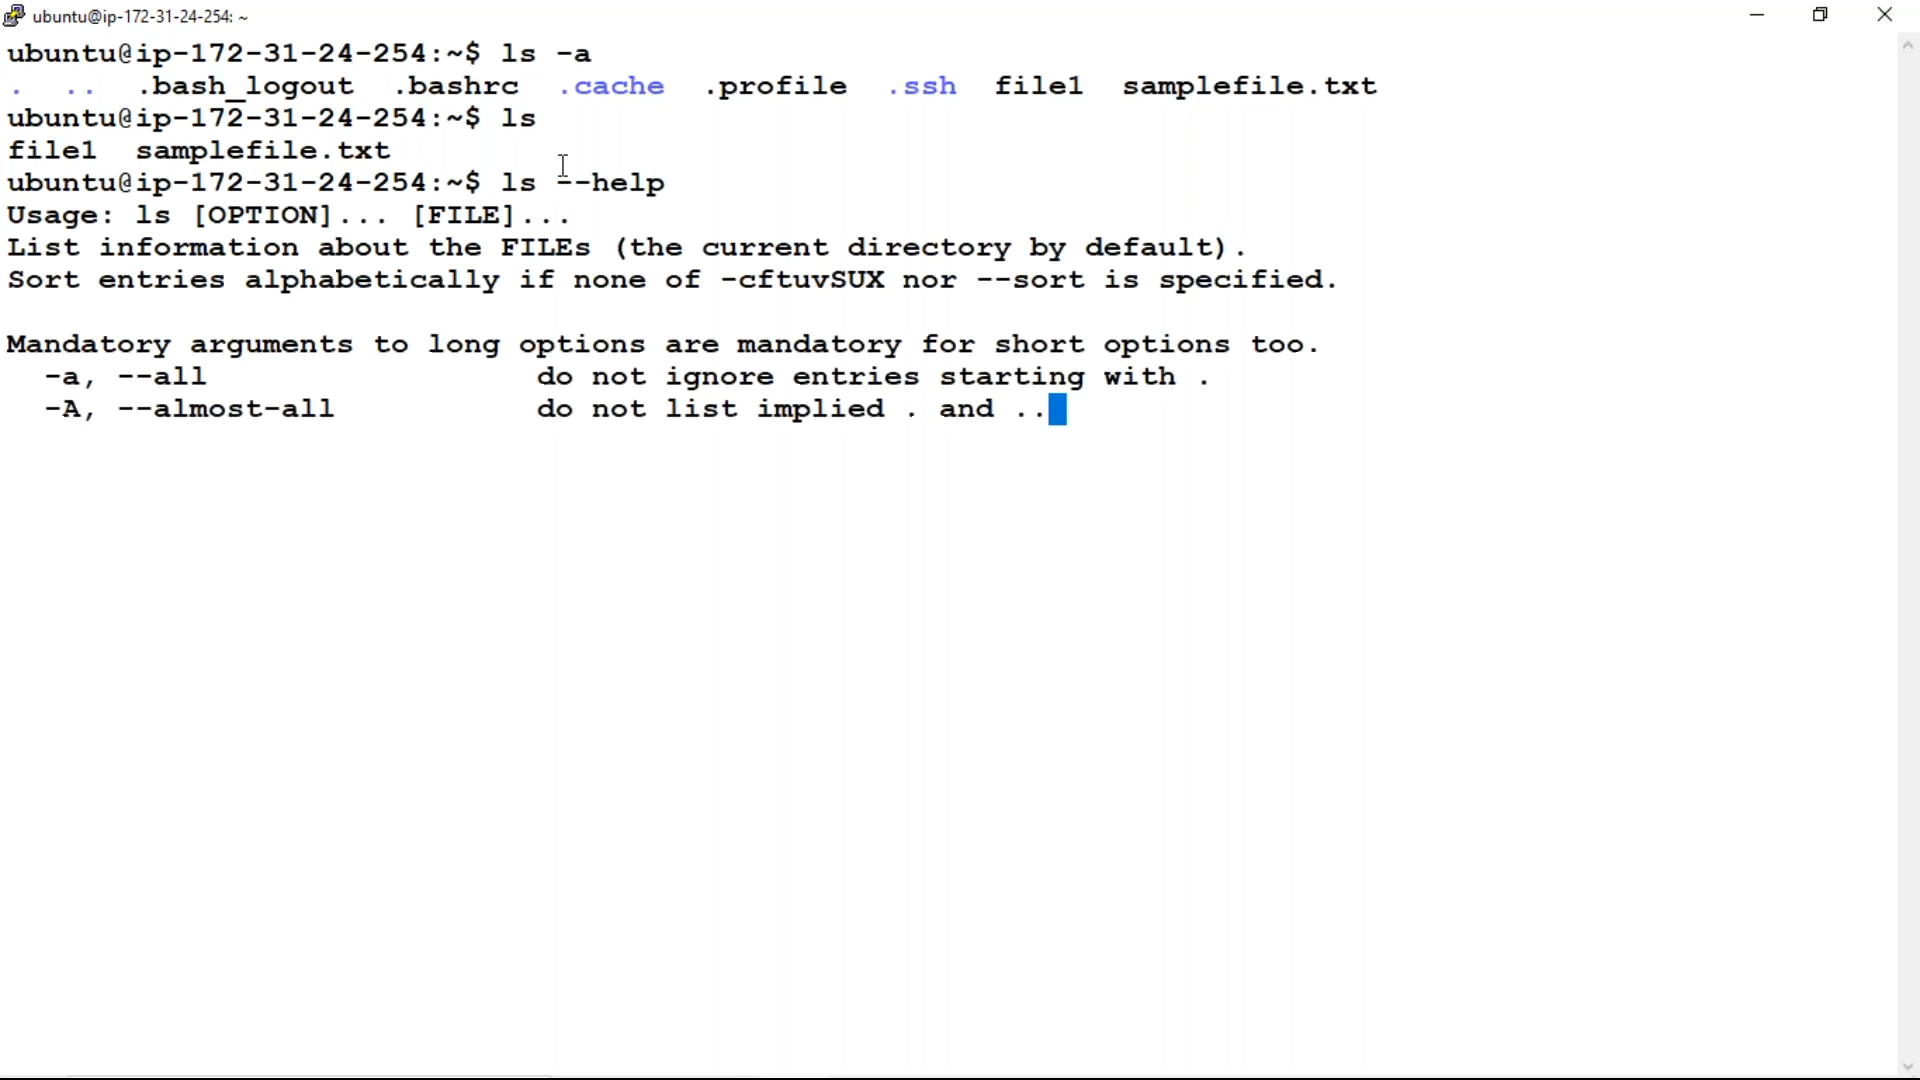 ubuntu@ip-172-31-24-254: ~
ubuntu@ip-172-31-24-254:~$ ls -a
.  ..  .bash_logout  .bashrc  .cache  .profile  .ssh  file1  samplefile.txt
ubuntu@ip-172-31-24-254:~$ ls
file1  samplefile.txt
ubuntu@ip-172-31-24-254:~$ ls --help
Usage: ls [OPTION]... [FILE]...
List information about the FILEs (the current directory by default).
Sort entries alphabetically if none of -cftuvSUX nor --sort is specified.
Mandatory arguments to long options are mandatory for short options too.
  -a, --all                  do not ignore entries starting with .
  -A, --almost-all           do not list implied . and ..